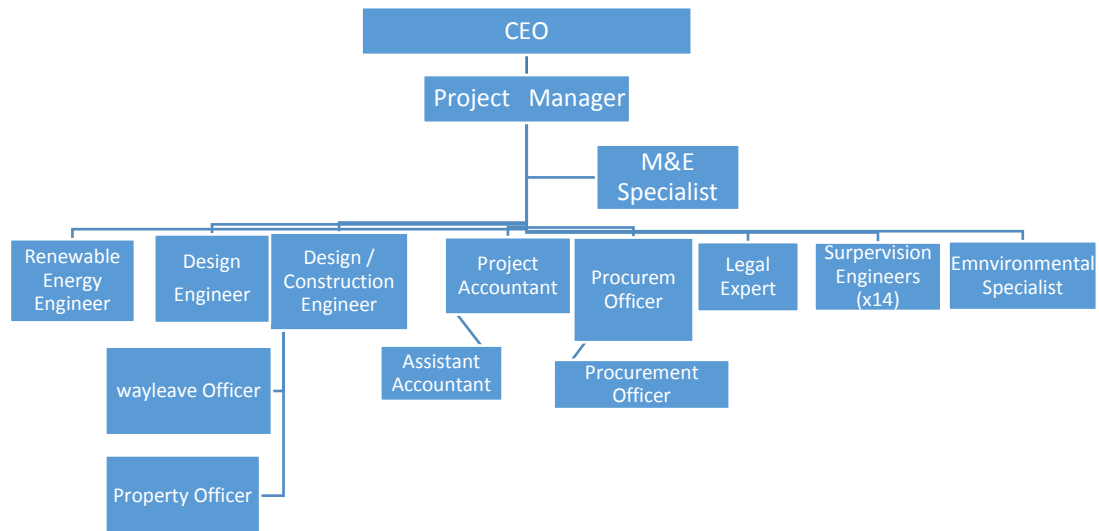 CEO
Project Manager
M&E
Specialist
Renewable
Energy
Engineer
Design
Engineer
Design /
Construction
Engineer
Project
Accountant
Procurem
Officer
Legal
Expert
Surpervision
Engineers
(x14)
Emnvironmental
Specialist
wayleave Officer
Assistant
Accountant
Procurement
Officer
Property Officer